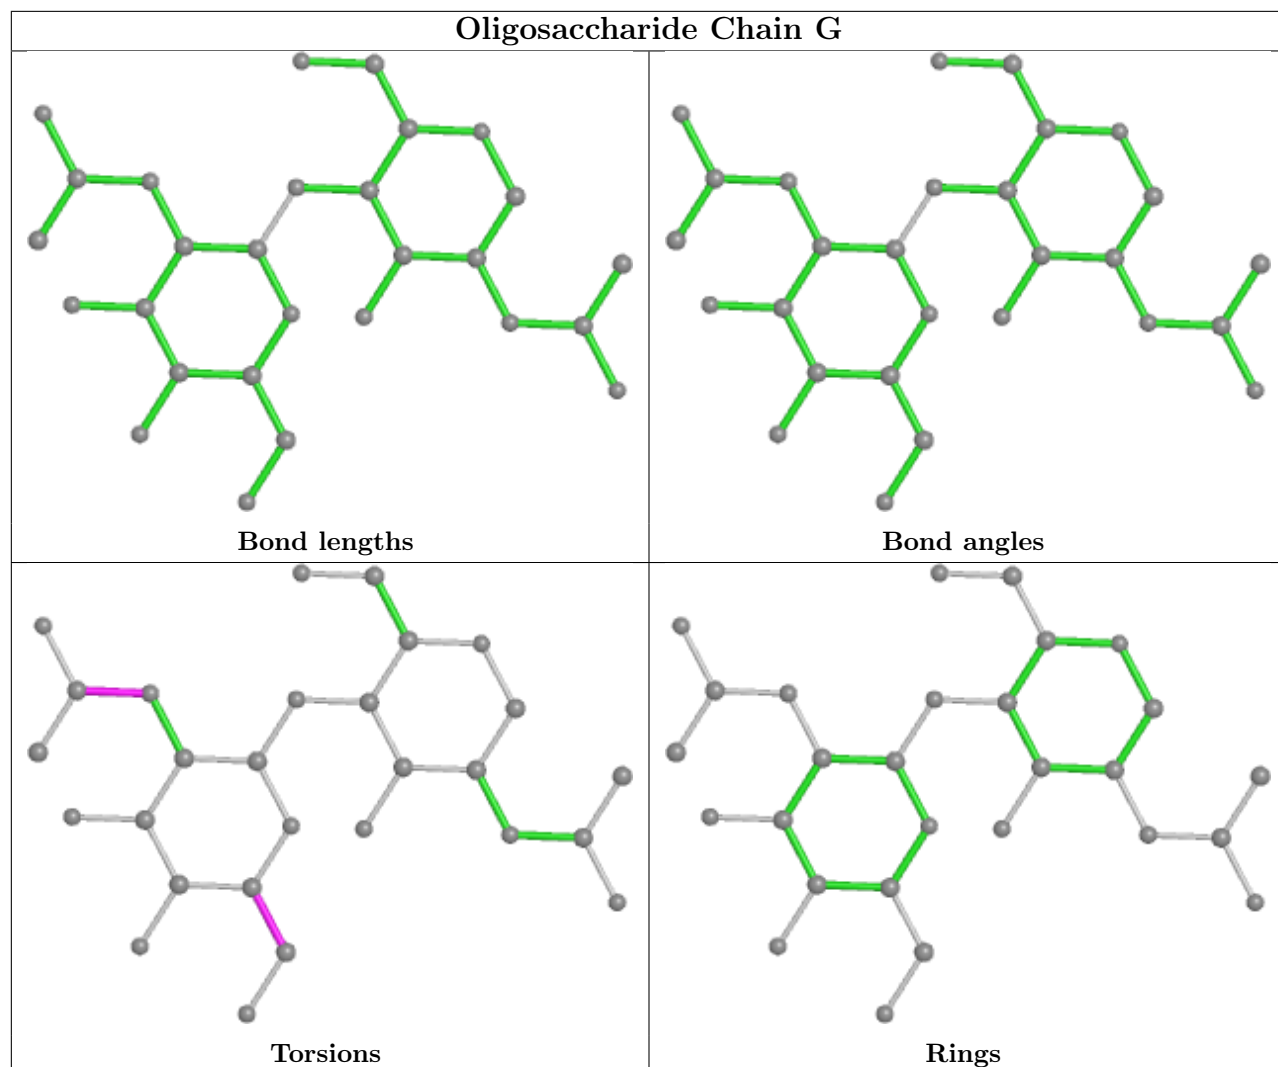 Oligosaccharide Chain G
Bond lengths
Bond angles
Torsions
Rings